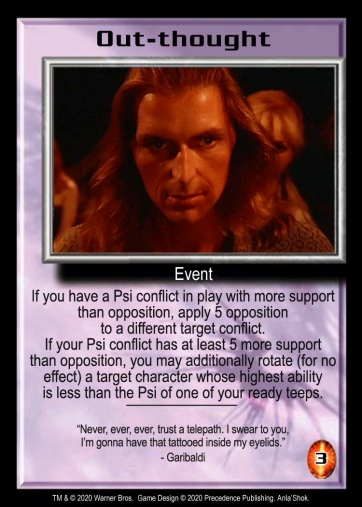 Out-thought
Event
If you have a Psi conflict in play with more support
than opposition, apply 5 opposition
to a different target conflict.
If your Psi conflict has at least 5 more support
than opposition, you may additionally rotate (for no
effect) a target character whose highest ability
is less than the Psi of one of your ready teeps.
“Never, ever, ever, trust a telepath. I swear to you,
I'm gonna have that tattooed inside my eyelids.”
- Garibaldi
3
TM & © 2020 Warner Bros. Game Design © 2020 Precedence Publishing. Anla'Shok.